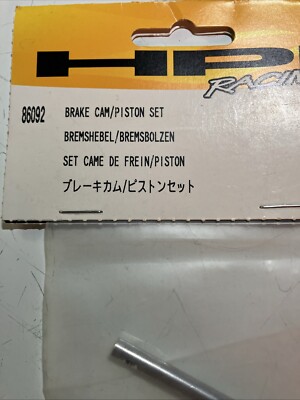 HPI
RACING
86092
BRAKE CAM/PISTON SET
BREMSHEBEL/BREMSBOLZEN
SET CAME DE FREIN/PISTON
ブレーキカム/ピストンセット